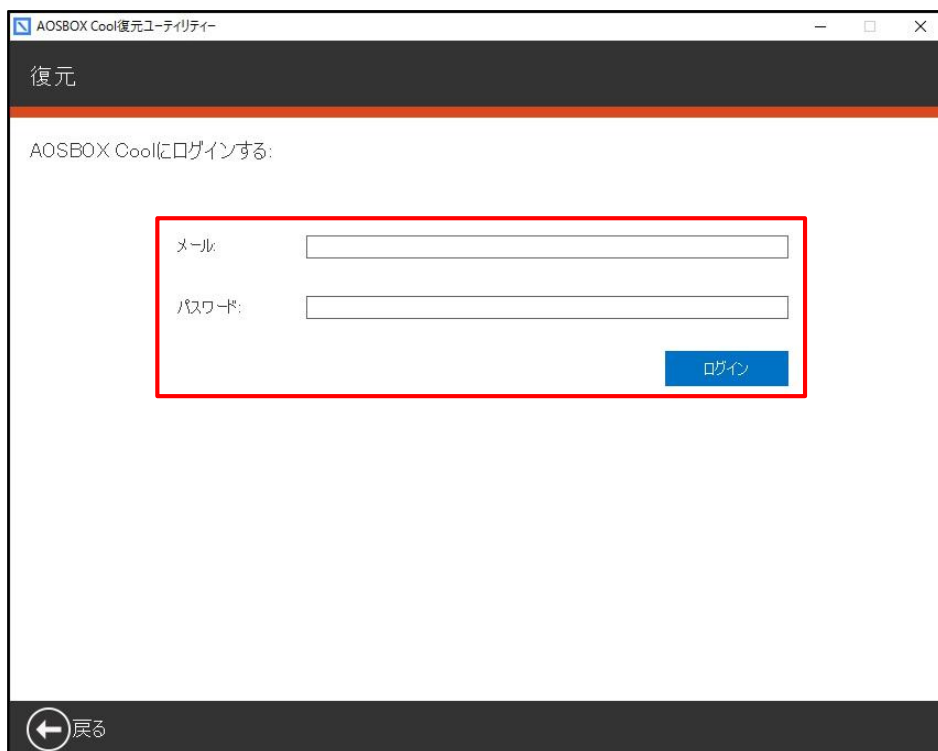 AOSBOX Cool復元ユーティリティー
復元
AOSBOX Coolにログインする:
メール:
パスワード:
ログイン
戻る